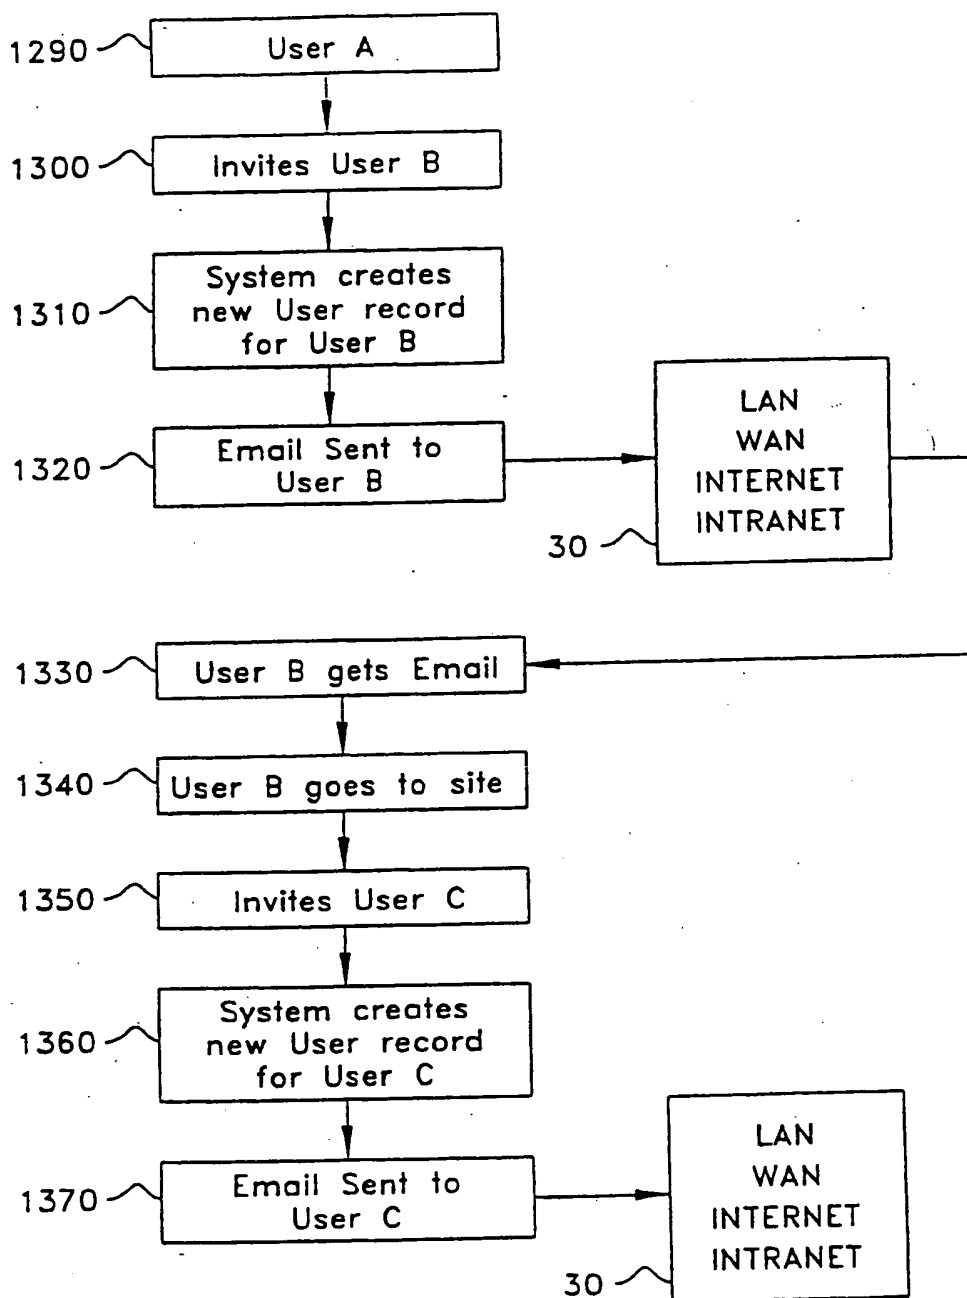 1290
User A
1300
Invites User B
1310
System creates
new User record
for User B
1320
Email Sent to
User B
LAN
WAN
INTERNET
INTRANET
30
1330
User B gets Email
1340
User B goes to site
1350
Invites User C
1360
System creates
new User record
for User C
1370
Email Sent to
User C
LAN
WAN
INTERNET
INTRANET
30